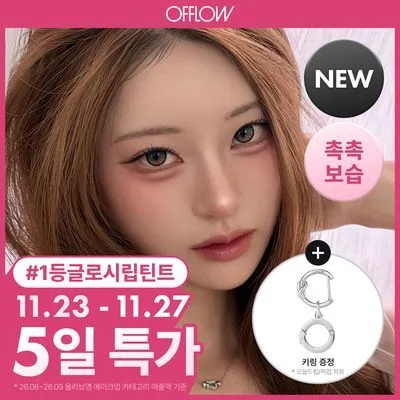 OFFLOW
NEW
촉촉
보습
#1등글로시립틴트
11.23 - 11.27
5일 특가
* 26.08~26.09 올리브영 메이크업 카테고리 매출액 기준
+
키링 증정
* 오늘드림/픽업 제외